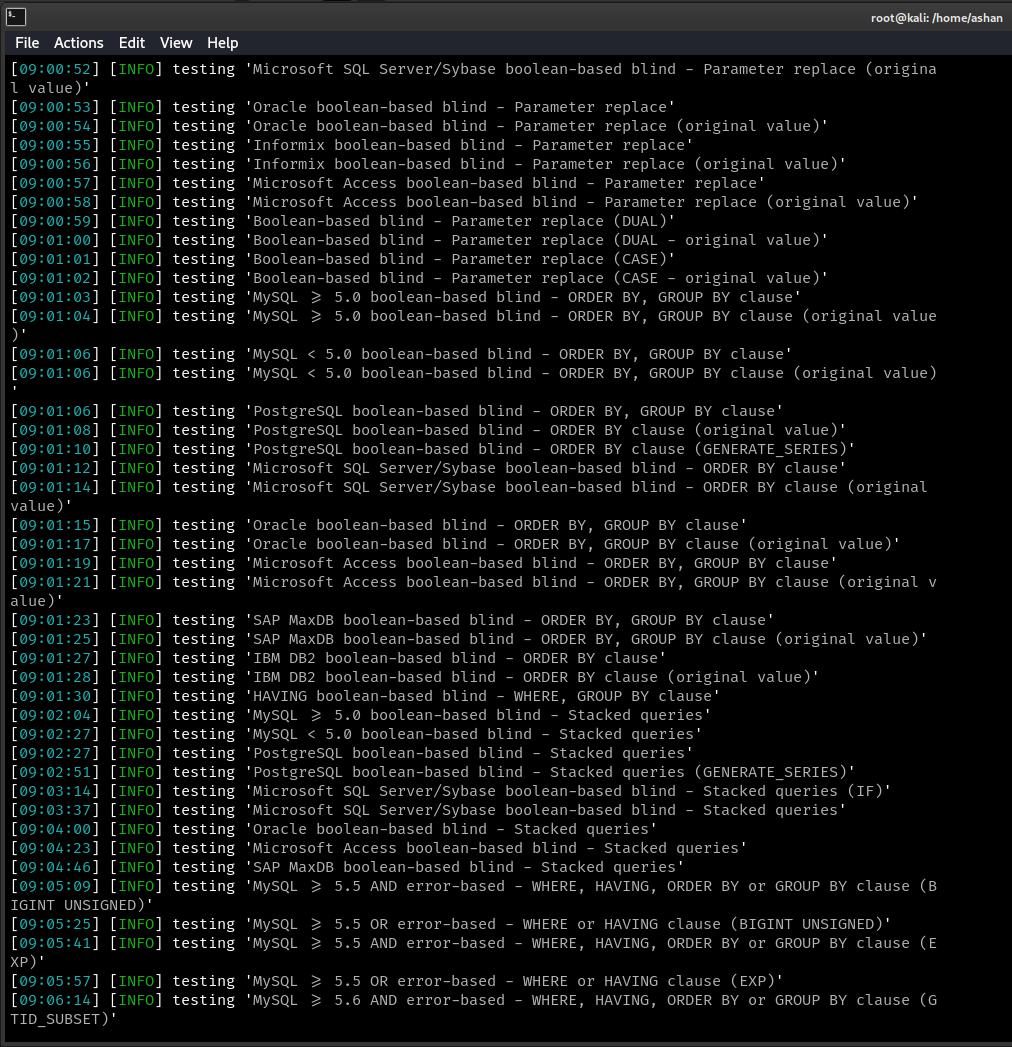 root@kali: /home/ashan
File Actions Edit View Help
[09:00:52] [INFO] testing 'Microsoft SQL Server/Sybase boolean-based blind - Parameter replace (origina
l value)'
[09:00:53] [INFO] testing 'Oracle boolean-based blind - Parameter replace'
[09:00:54] [INFO] testing 'Oracle boolean-based blind - Parameter replace (original value)'
[09:00:55] [INFO] testing 'Informix boolean-based blind - Parameter replace'
[09:00:56] [INFO] testing 'Informix boolean-based blind - Parameter replace (original value)'
[09:00:57] [INFO] testing 'Microsoft Access boolean-based blind - Parameter replace'
[09:00:58] [INFO] testing 'Microsoft Access boolean-based blind - Parameter replace (original value)'
[09:00:59] [INFO] testing 'Boolean-based blind - Parameter replace (DUAL)'
[09:01:00] [INFO] testing 'Boolean-based blind - Parameter replace (DUAL - original value)'
[09:01:01] [INFO] testing 'Boolean-based blind - Parameter replace (CASE)'
[09:01:02] [INFO] testing 'Boolean-based blind - Parameter replace (CASE - original value)'
[09:01:03] [INFO] testing 'MySQL ≥ 5.0 boolean-based blind - ORDER BY, GROUP BY clause'
[09:01:04] [INFO] testing 'MySQL ≥ 5.0 boolean-based blind - ORDER BY, GROUP BY clause (original value
)'
[09:01:06] [INFO] testing 'MySQL < 5.0 boolean-based blind - ORDER BY, GROUP BY clause'
[09:01:06] [INFO] testing 'MySQL < 5.0 boolean-based blind - ORDER BY, GROUP BY clause (original value)
'
[09:01:06] [INFO] testing 'PostgreSQL boolean-based blind - ORDER BY, GROUP BY clause'
[09:01:08] [INFO] testing 'PostgreSQL boolean-based blind - ORDER BY clause (original value)'
[09:01:10] [INFO] testing 'PostgreSQL boolean-based blind - ORDER BY clause (GENERATE_SERIES)'
[09:01:12] [INFO] testing 'Microsoft SQL Server/Sybase boolean-based blind - ORDER BY clause'
[09:01:14] [INFO] testing 'Microsoft SQL Server/Sybase boolean-based blind - ORDER BY clause (original
value)'
[09:01:15] [INFO] testing 'Oracle boolean-based blind - ORDER BY, GROUP BY clause'
[09:01:17] [INFO] testing 'Oracle boolean-based blind - ORDER BY, GROUP BY clause (original value)'
[09:01:19] [INFO] testing 'Microsoft Access boolean-based blind - ORDER BY, GROUP BY clause'
[09:01:21] [INFO] testing 'Microsoft Access boolean-based blind - ORDER BY, GROUP BY clause (original v
alue)'
[09:01:23] [INFO] testing 'SAP MaxDB boolean-based blind - ORDER BY, GROUP BY clause'
[09:01:25] [INFO] testing 'SAP MaxDB boolean-based blind - ORDER BY, GROUP BY clause (original value)'
[09:01:27] [INFO] testing 'IBM DB2 boolean-based blind - ORDER BY clause'
[09:01:28] [INFO] testing 'IBM DB2 boolean-based blind - ORDER BY clause (original value)'
[09:01:30] [INFO] testing 'HAVING boolean-based blind - WHERE, GROUP BY clause'
[09:02:04] [INFO] testing 'MySQL ≥ 5.0 boolean-based blind - Stacked queries'
[09:02:27] [INFO] testing 'MySQL < 5.0 boolean-based blind - Stacked queries'
[09:02:27] [INFO] testing 'PostgreSQL boolean-based blind - Stacked queries'
[09:02:51] [INFO] testing 'PostgreSQL boolean-based blind - Stacked queries (GENERATE_SERIES)'
[09:03:14] [INFO] testing 'Microsoft SQL Server/Sybase boolean-based blind - Stacked queries (IF)'
[09:03:37] [INFO] testing 'Microsoft SQL Server/Sybase boolean-based blind - Stacked queries'
[09:04:00] [INFO] testing 'Oracle boolean-based blind - Stacked queries'
[09:04:23] [INFO] testing 'Microsoft Access boolean-based blind - Stacked queries'
[09:04:46] [INFO] testing 'SAP MaxDB boolean-based blind - Stacked queries'
[09:05:09] [INFO] testing 'MySQL ≥ 5.5 AND error-based - WHERE, HAVING, ORDER BY or GROUP BY clause (B
IGINT UNSIGNED)'
[09:05:25] [INFO] testing 'MySQL ≥ 5.5 OR error-based - WHERE or HAVING clause (BIGINT UNSIGNED)'
[09:05:41] [INFO] testing 'MySQL ≥ 5.5 AND error-based - WHERE, HAVING, ORDER BY or GROUP BY clause (E
XP)'
[09:05:57] [INFO] testing 'MySQL ≥ 5.5 OR error-based - WHERE or HAVING clause (EXP)'
[09:06:14] [INFO] testing 'MySQL ≥ 5.6 AND error-based - WHERE, HAVING, ORDER BY or GROUP BY clause (G
TID_SUBSET)'